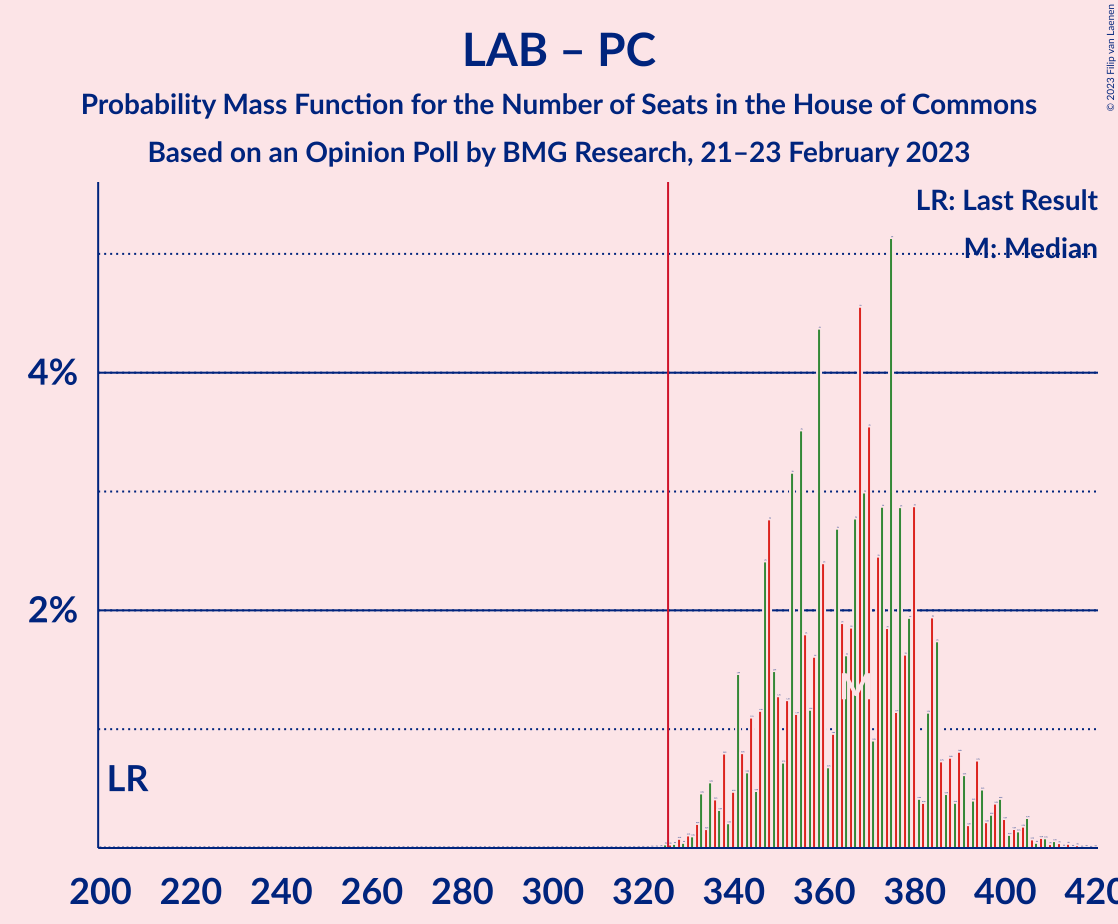 LAB – PC
Probability Mass Function for the Number of Seats in the House of Commons
Based on an Opinion Poll by BMG Research, 21–23 February 2023
© 2023 Filip van Laenen
LR: Last Result
M: Median
4%
2%
LR
M
200 220 240 260 280 300 320 340 360 380 400 420